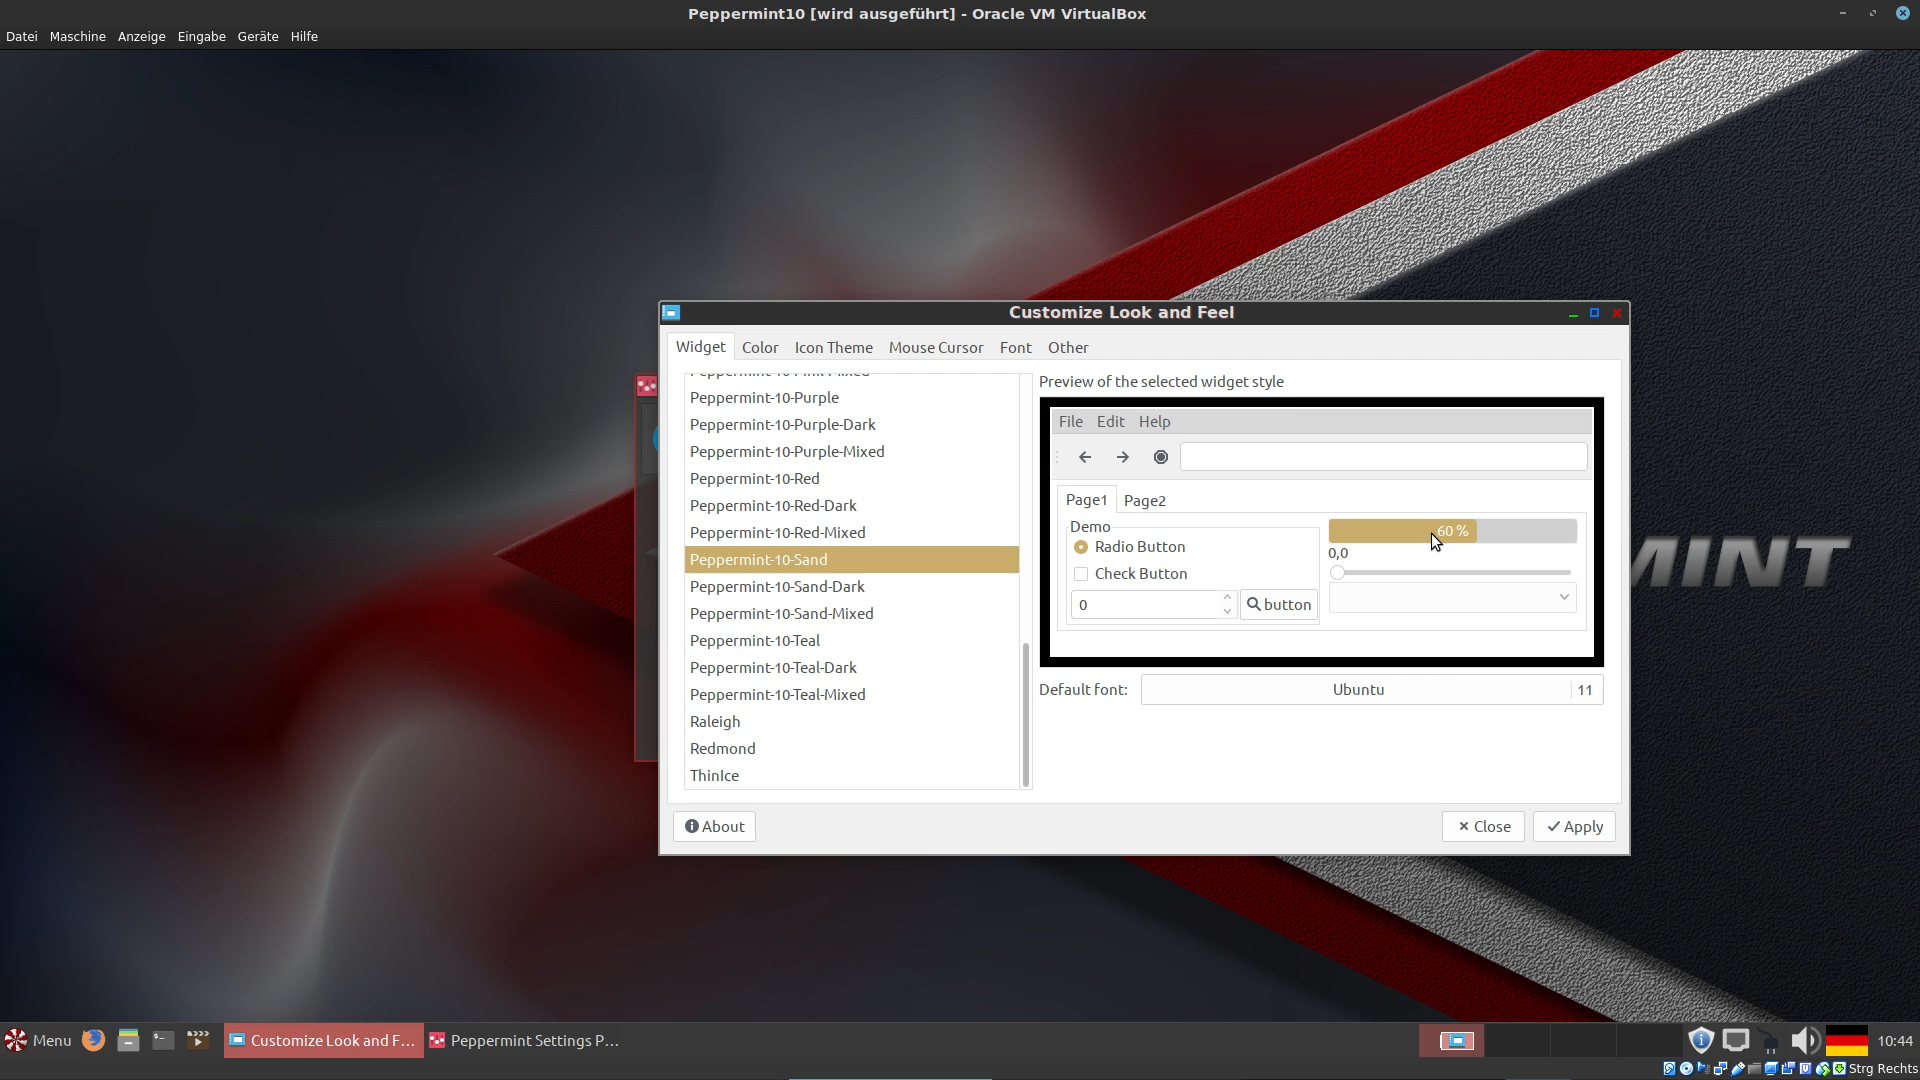 Peppermint10 [wird ausgeführt] - Oracle VM VirtualBox
Datei Maschine Anzeige Eingabe Geräte Hilfe
Customize Look and Feel
Widget Color Icon Theme Mouse Cursor Font Other
Peppermint-10-Pink-Mixed
Peppermint-10-Purple
Peppermint-10-Purple-Dark
Peppermint-10-Purple-Mixed
Peppermint-10-Red
Peppermint-10-Red-Dark
Peppermint-10-Red-Mixed
Peppermint-10-Sand
Peppermint-10-Sand-Dark
Peppermint-10-Sand-Mixed
Peppermint-10-Teal
Peppermint-10-Teal-Dark
Peppermint-10-Teal-Mixed
Raleigh
Redmond
ThinIce
Preview of the selected widget style
File Edit Help
Page1 Page2
Demo
Radio Button
Check Button
0
button
60 %
0,0
Default font: Ubuntu 11
About
Close Apply
MINT
Menu
Customize Look and F...
Peppermint Settings P...
10:44
Strg Rechts